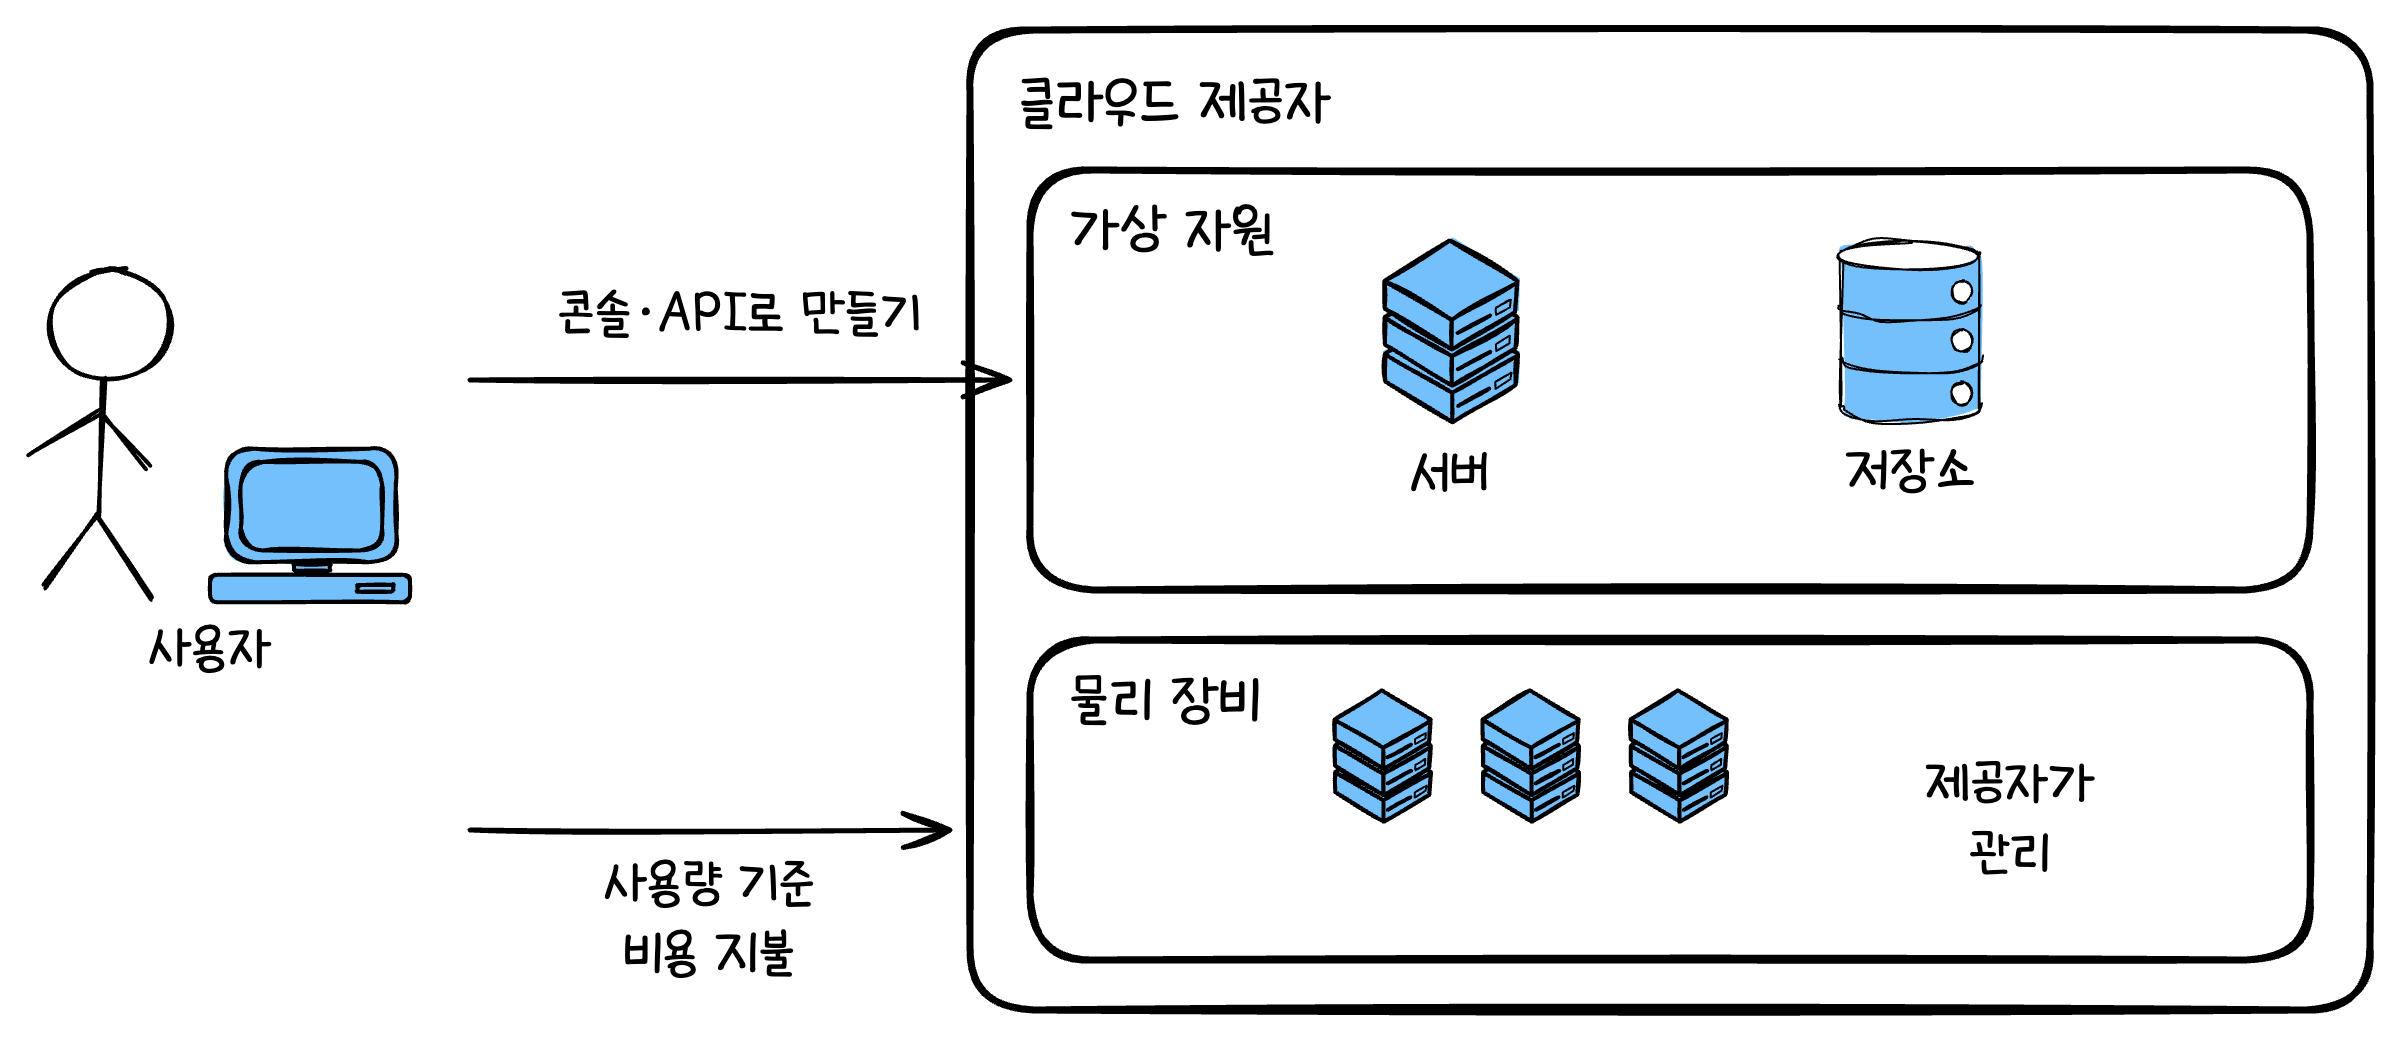 클라우드 제공자
가상 자원
콘솔·API로 만들기
서버
저장소
사용자
물리 장비
제공자가
관리
사용량 기준
비용 지불